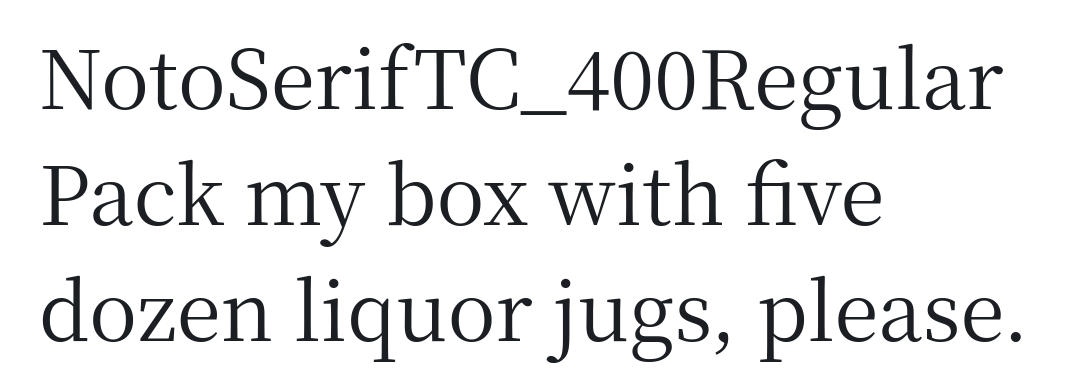 NotoSerifTC_400Regular
Pack my box with five
dozen liquor jugs, please.